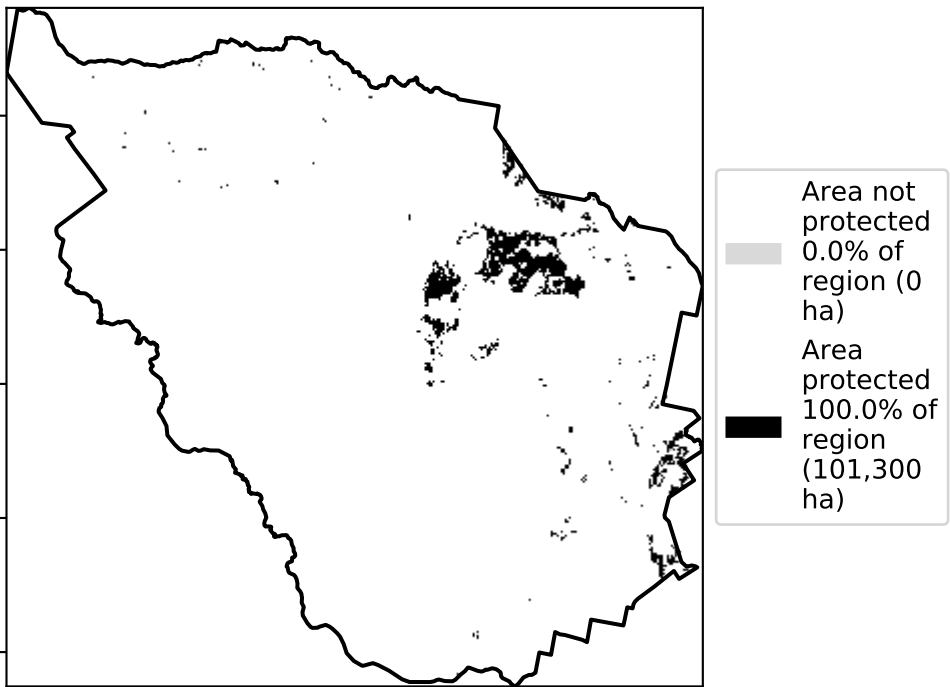 Area not
protected
0.0% of
region (0
ha)
Area
protected
100.0% of
region
(101,300
ha)